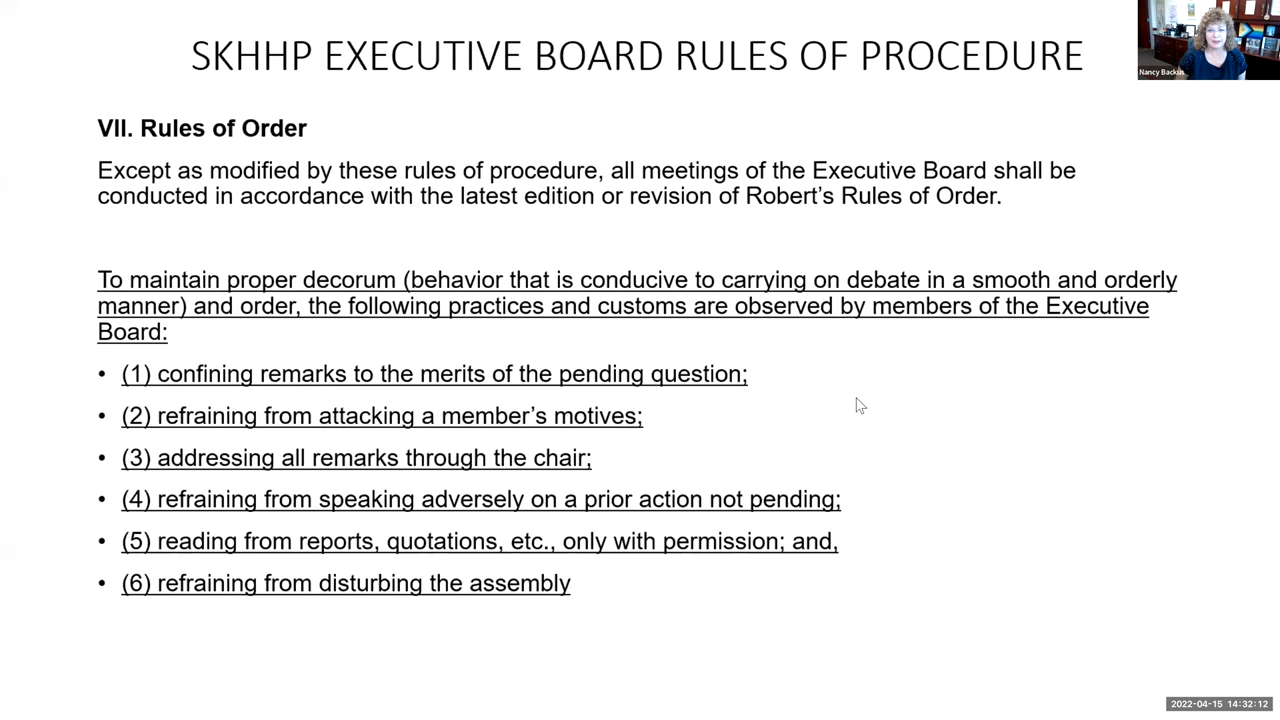 SKHHP EXECUTIVE BOARD RULES OF PROCEDURE
Nancy Backus
VII. Rules of Order
Except as modified by these rules of procedure, all meetings of the Executive Board shall be
conducted in accordance with the latest edition or revision of Robert’s Rules of Order.
To maintain proper decorum (behavior that is conducive to carrying on debate in a smooth and orderly
manner) and order, the following practices and customs are observed by members of the Executive
Board:
• (1) confining remarks to the merits of the pending question;
• (2) refraining from attacking a member’s motives;
• (3) addressing all remarks through the chair;
• (4) refraining from speaking adversely on a prior action not pending;
• (5) reading from reports, quotations, etc., only with permission; and,
• (6) refraining from disturbing the assembly
2022-04-15 14:32:12